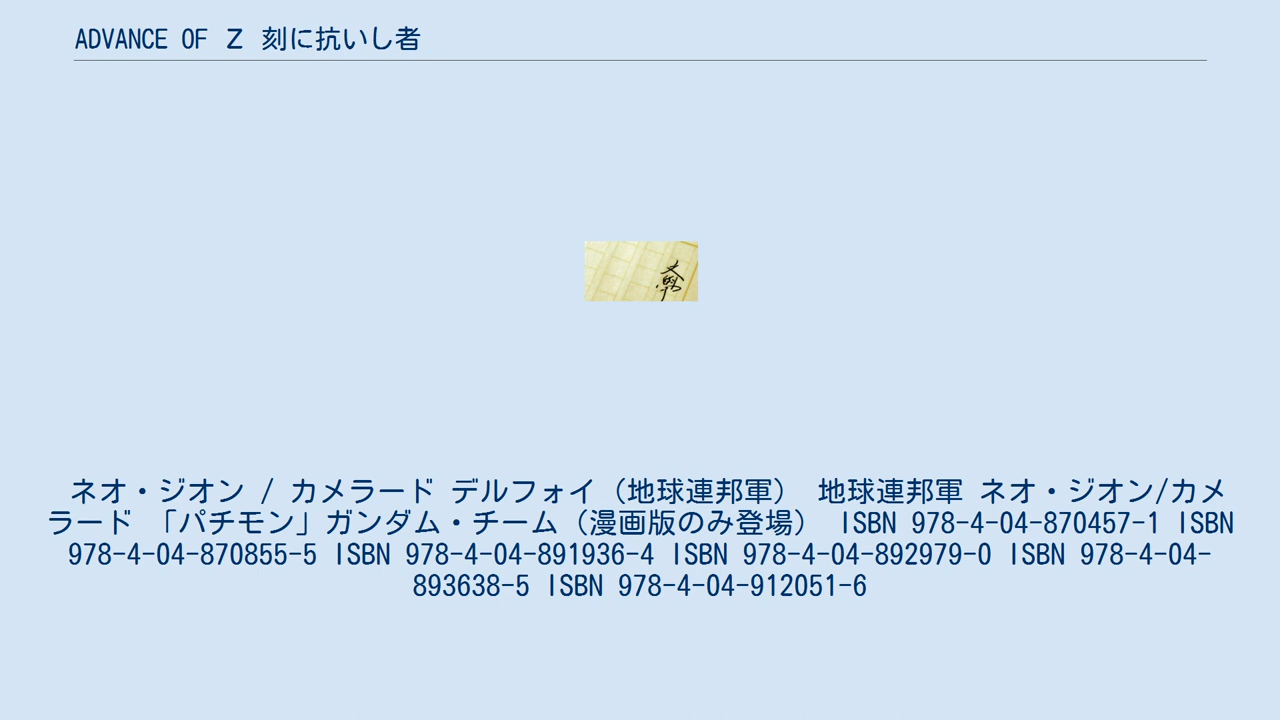 ADVANCE OF Ｚ 刻に抗いし者
ネオ・ジオン / カメラード デルフォイ（地球連邦軍） 地球連邦軍 ネオ・ジオン/カメ
ラード 「パチモン」ガンダム・チーム（漫画版のみ登場） ISBN 978-4-04-870457-1 ISBN
978-4-04-870855-5 ISBN 978-4-04-891936-4 ISBN 978-4-04-892979-0 ISBN 978-4-04-
893638-5 ISBN 978-4-04-912051-6